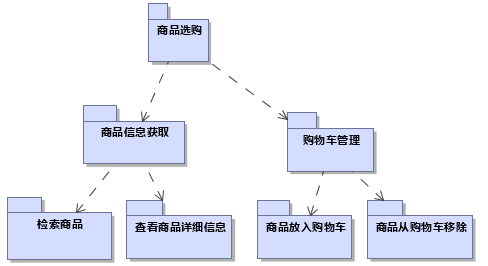 商品选购
商品信息获取
购物车管理
检索商品
查看商品详细信息
商品放入购物车
商品从购物车移除